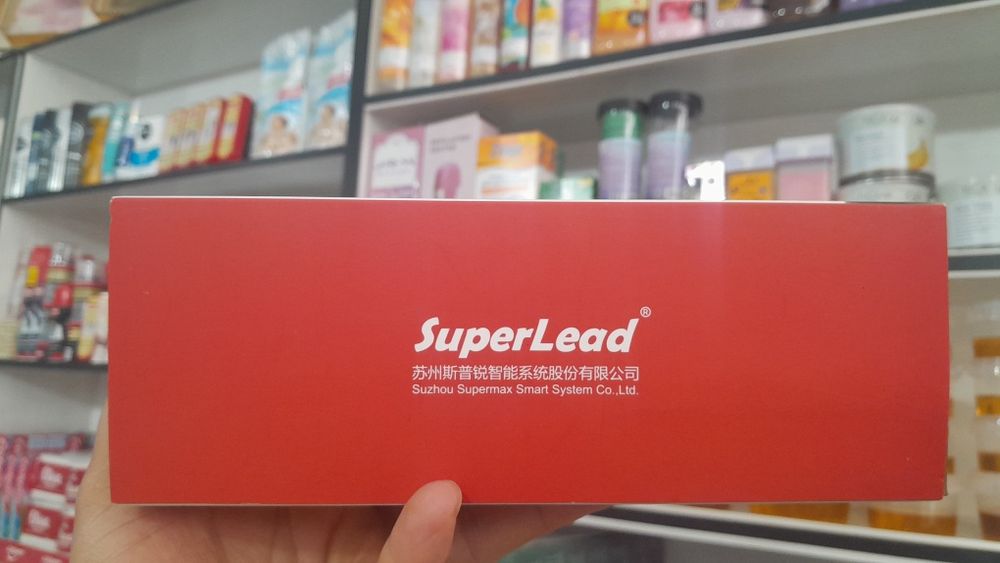 SuperLead®
苏州斯普锐智能系统股份有限公司
Suzhou Supermax Smart System Co.,Ltd.